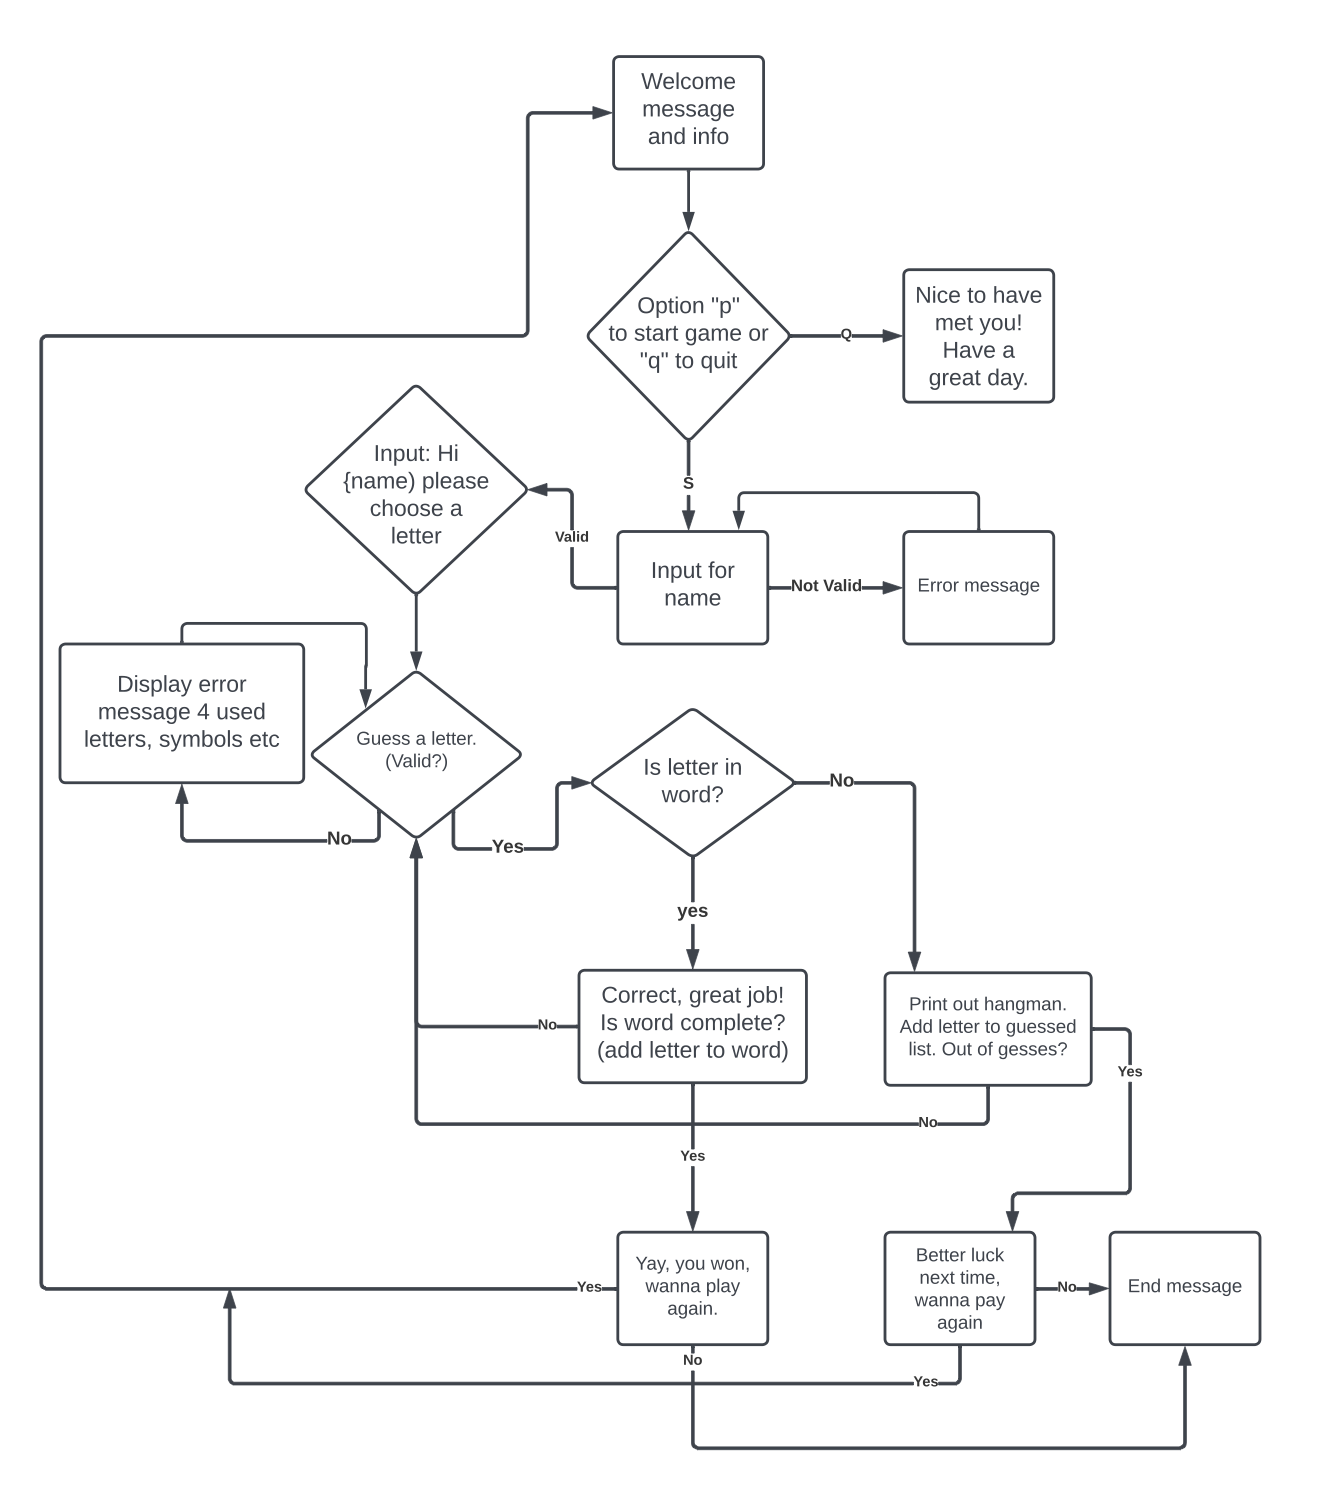 Welcome
message
and info
Option "p"
to start game or
"q" to quit
Q
Nice to have
met you!
Have a
great day.
S
Input: Hi
{name) please
choose a
letter
Valid
Input for
name
Not Valid
Error message
Display error
message 4 used
letters, symbols etc
Guess a letter.
(Valid?)
No
Yes
Is letter in
word?
No
yes
Correct, great job!
Is word complete?
(add letter to word)
No
Print out hangman.
Add letter to guessed
list. Out of gesses?
Yes
No
Yes
Yay, you won,
wanna play
again.
Yes
No
Better luck
next time,
wanna pay
again
No
End message
Yes